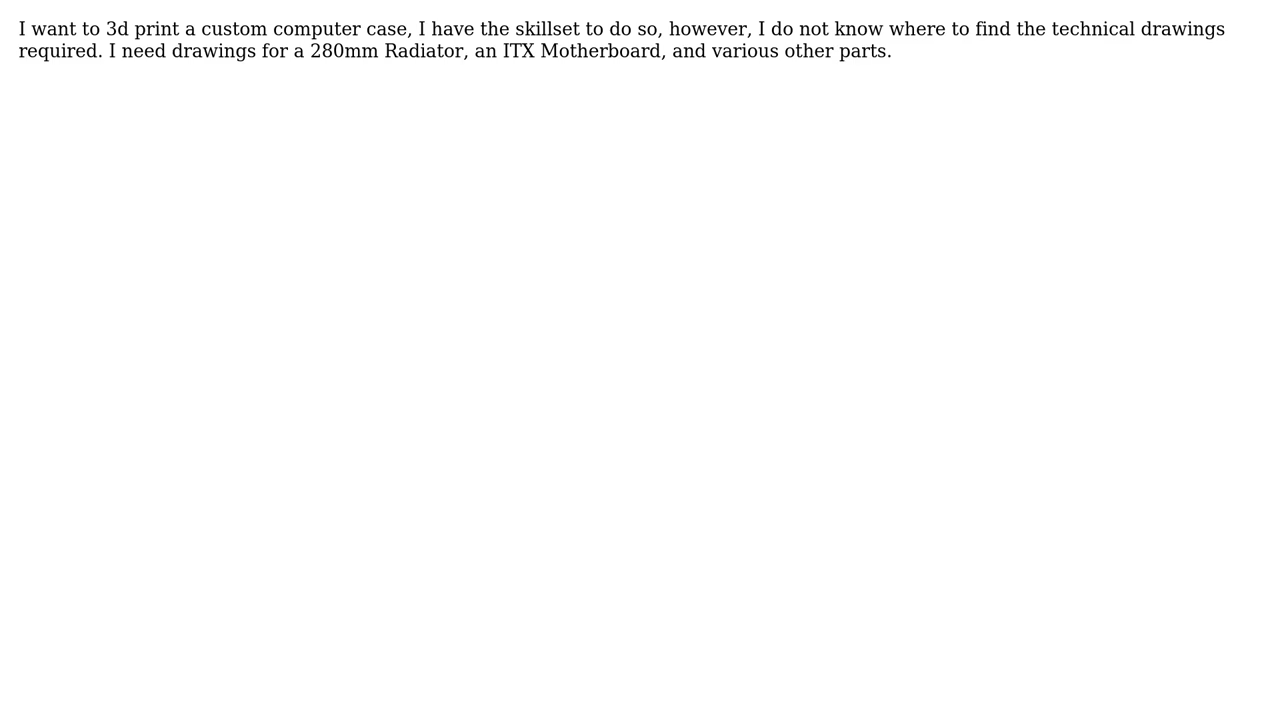 I want to 3d print a custom computer case, I have the skillset to do so, however, I do not know where to find the technical drawings
required. I need drawings for a 280mm Radiator, an ITX Motherboard, and various other parts.